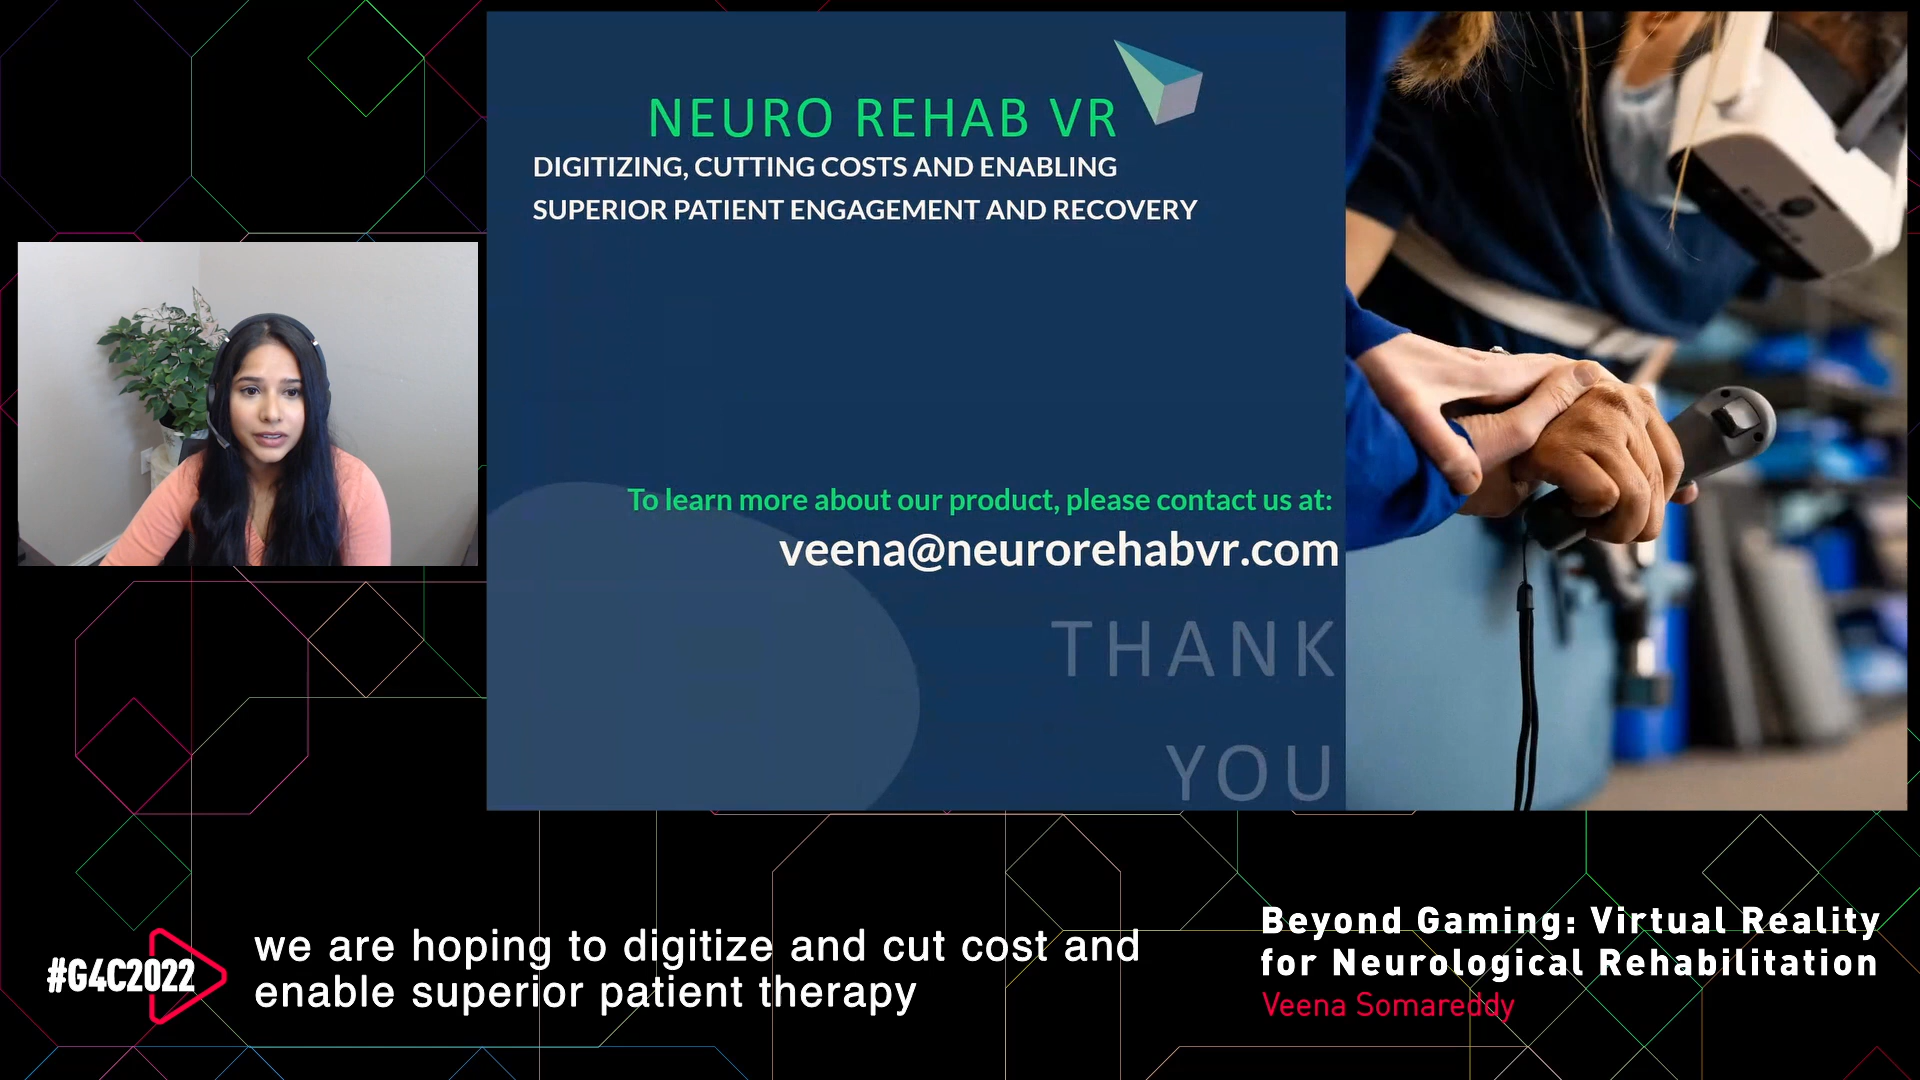 NEURO REHAB VR
DIGITIZING, CUTTING COSTS AND ENABLING
SUPERIOR PATIENT ENGAGEMENT AND RECOVERY
To learn more about our product, please contact us at:
veena@neurorehabvr.com
THANK
YOU
#G4C2022
we are hoping to digitize and cut cost and
enable superior patient therapy
Beyond Gaming: Virtual Reality
for Neurological Rehabilitation
Veena Somareddy